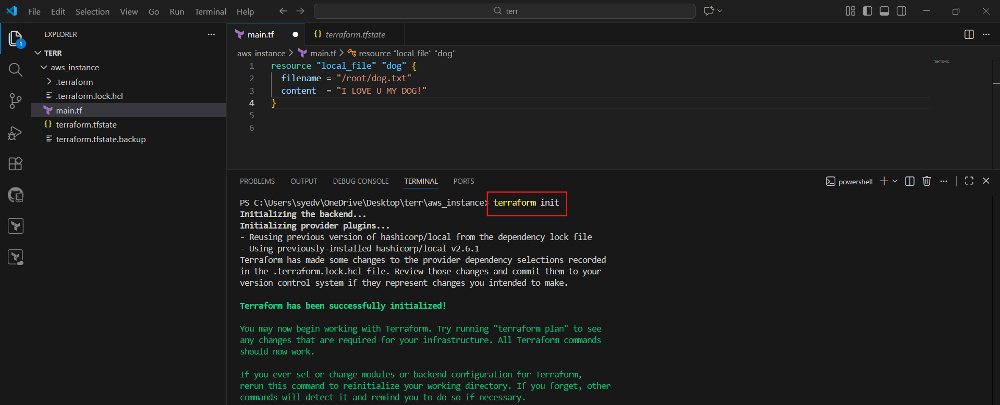 File Edit Selection View Go Run Terminal Help
terr
1
EXPLORER
TERR
aws_instance
.terraform
.terraform.lock.hcl
main.tf
terraform.tfstate
terraform.tfstate.backup
main.tf
{} terraform.tfstate
aws_instance > main.tf > resource "local_file" "dog"
1 resource "local_file" "dog" {
2 filename = "/root/dog.txt"
3 content = "I LOVE U MY DOG!"
4 }
5
6
PROBLEMS OUTPUT DEBUG CONSOLE TERMINAL PORTS
powershell
PS C:\Users\syedv\OneDrive\Desktop\terr\aws_instance> terraform init
Initializing the backend...
Initializing provider plugins...
- Reusing previous version of hashicorp/local from the dependency lock file
- Using previously-installed hashicorp/local v2.6.1
Terraform has made some changes to the provider dependency selections recorded
in the .terraform.lock.hcl file. Review those changes and commit them to your
version control system if they represent changes you intended to make.
Terraform has been successfully initialized!
You may now begin working with Terraform. Try running "terraform plan" to see
any changes that are required for your infrastructure. All Terraform commands
should now work.
If you ever set or change modules or backend configuration for Terraform,
rerun this command to reinitialize your working directory. If you forget, other
commands will detect it and remind you to do so if necessary.